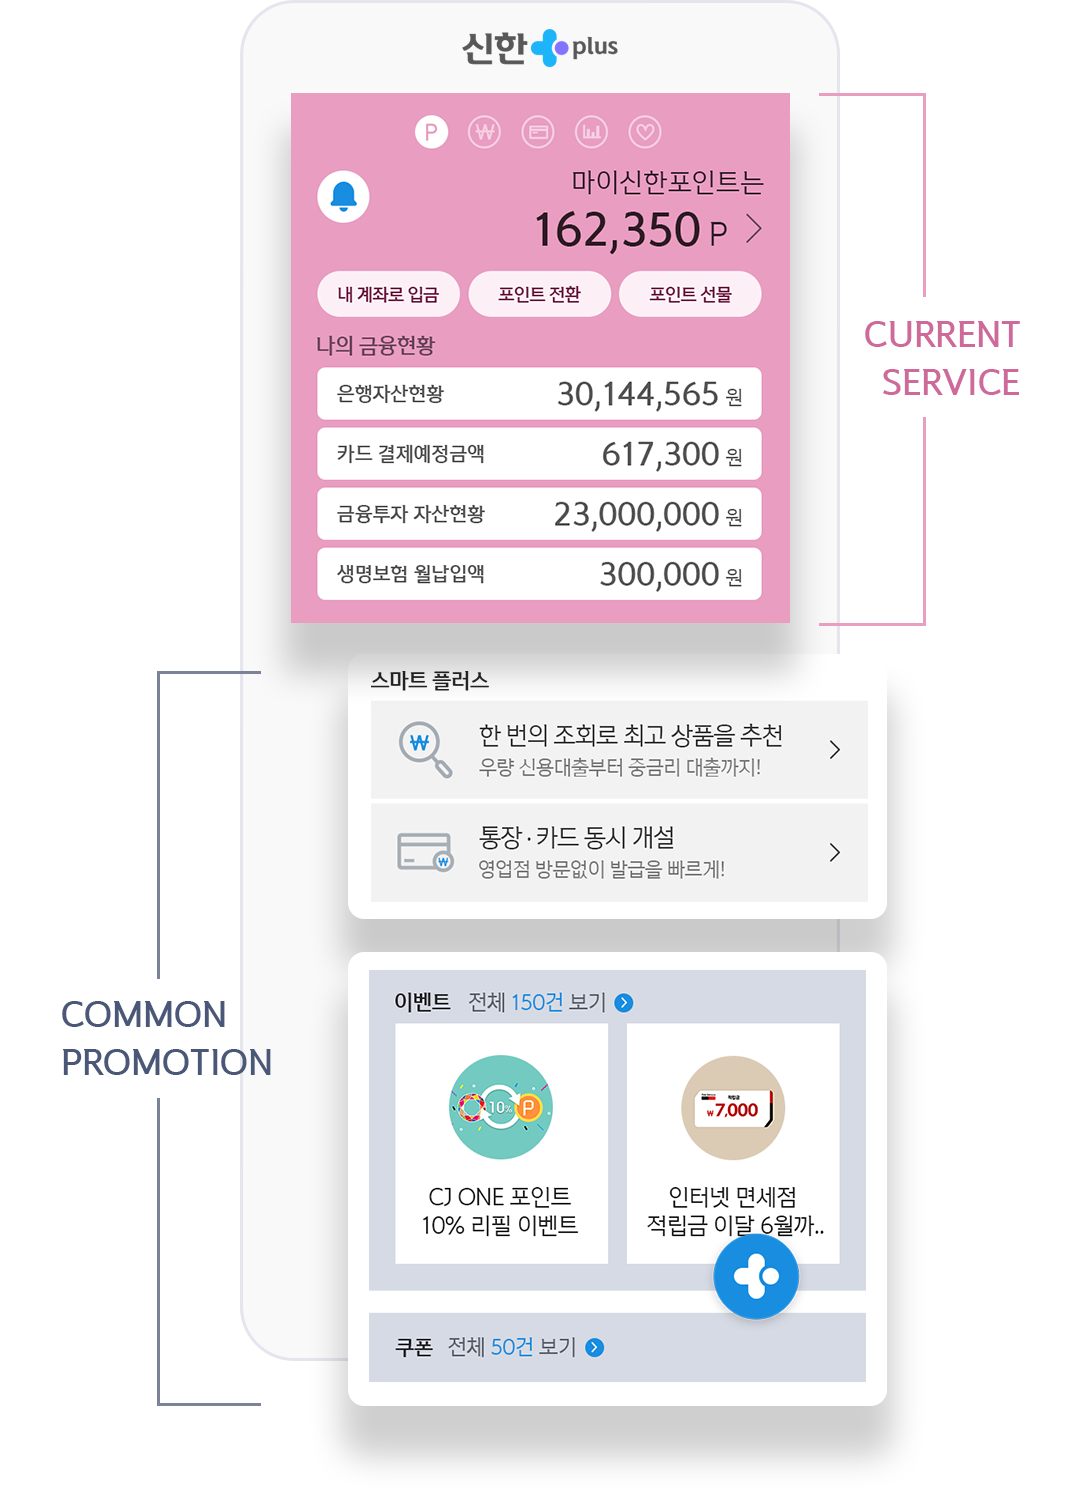 신한 plus
P
마이신한포인트는
162,350 P
내 계좌로 입금 포인트 전환 포인트 선물
나의 금융현황
은행자산현황 30,144,565 원
카드 결제예정금액 617,300 원
금융투자 자산현황 23,000,000 원
생명보험 월납입액 300,000 원
CURRENT
SERVICE
스마트 플러스
한 번의 조회로 최고 상품을 추천
우량 신용대출부터 중금리 대출까지!
통장 · 카드 동시 개설
영업점 방문없이 발급을 빠르게!
COMMON
PROMOTION
이벤트 전체 150건 보기
10% P
CJ ONE 포인트
10% 리필 이벤트
적립금
₩7,000
인터넷 면세점
적립금 이달 6월까..
쿠폰 전체 50건 보기